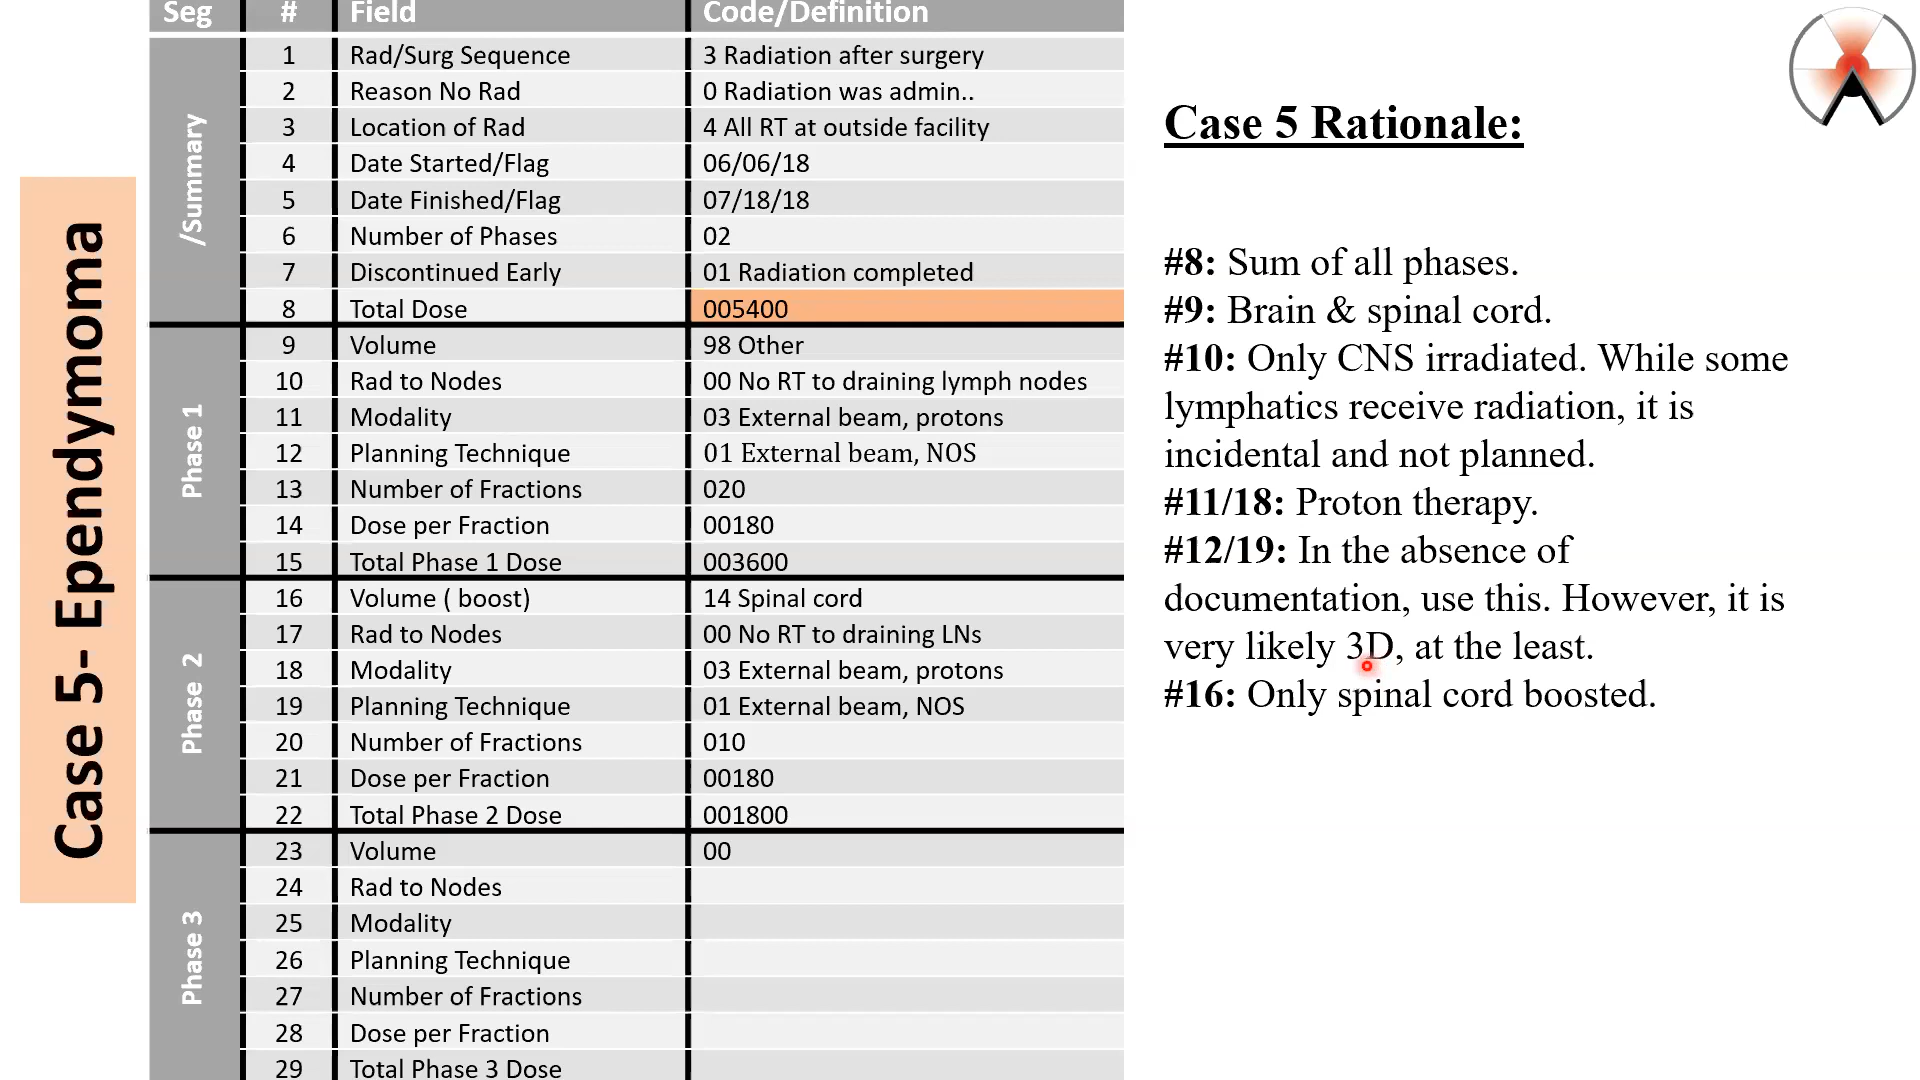 Case 5- Ependymoma
Seg # Field Code/Definition
/Summary
1 Rad/Surg Sequence 3 Radiation after surgery
2 Reason No Rad 0 Radiation was admin..
3 Location of Rad 4 All RT at outside facility
4 Date Started/Flag 06/06/18
5 Date Finished/Flag 07/18/18
6 Number of Phases 02
7 Discontinued Early 01 Radiation completed
8 Total Dose 005400
Phase 1
9 Volume 98 Other
10 Rad to Nodes 00 No RT to draining lymph nodes
11 Modality 03 External beam, protons
12 Planning Technique 01 External beam, NOS
13 Number of Fractions 020
14 Dose per Fraction 00180
15 Total Phase 1 Dose 003600
Phase 2
16 Volume ( boost) 14 Spinal cord
17 Rad to Nodes 00 No RT to draining LNs
18 Modality 03 External beam, protons
19 Planning Technique 01 External beam, NOS
20 Number of Fractions 010
21 Dose per Fraction 00180
22 Total Phase 2 Dose 001800
Phase 3
23 Volume 00
24 Rad to Nodes
25 Modality
26 Planning Technique
27 Number of Fractions
28 Dose per Fraction
29 Total Phase 3 Dose
Case 5 Rationale:
#8: Sum of all phases.
#9: Brain & spinal cord.
#10: Only CNS irradiated. While some
lymphatics receive radiation, it is
incidental and not planned.
#11/18: Proton therapy.
#12/19: In the absence of
documentation, use this. However, it is
very likely 3D, at the least.
#16: Only spinal cord boosted.